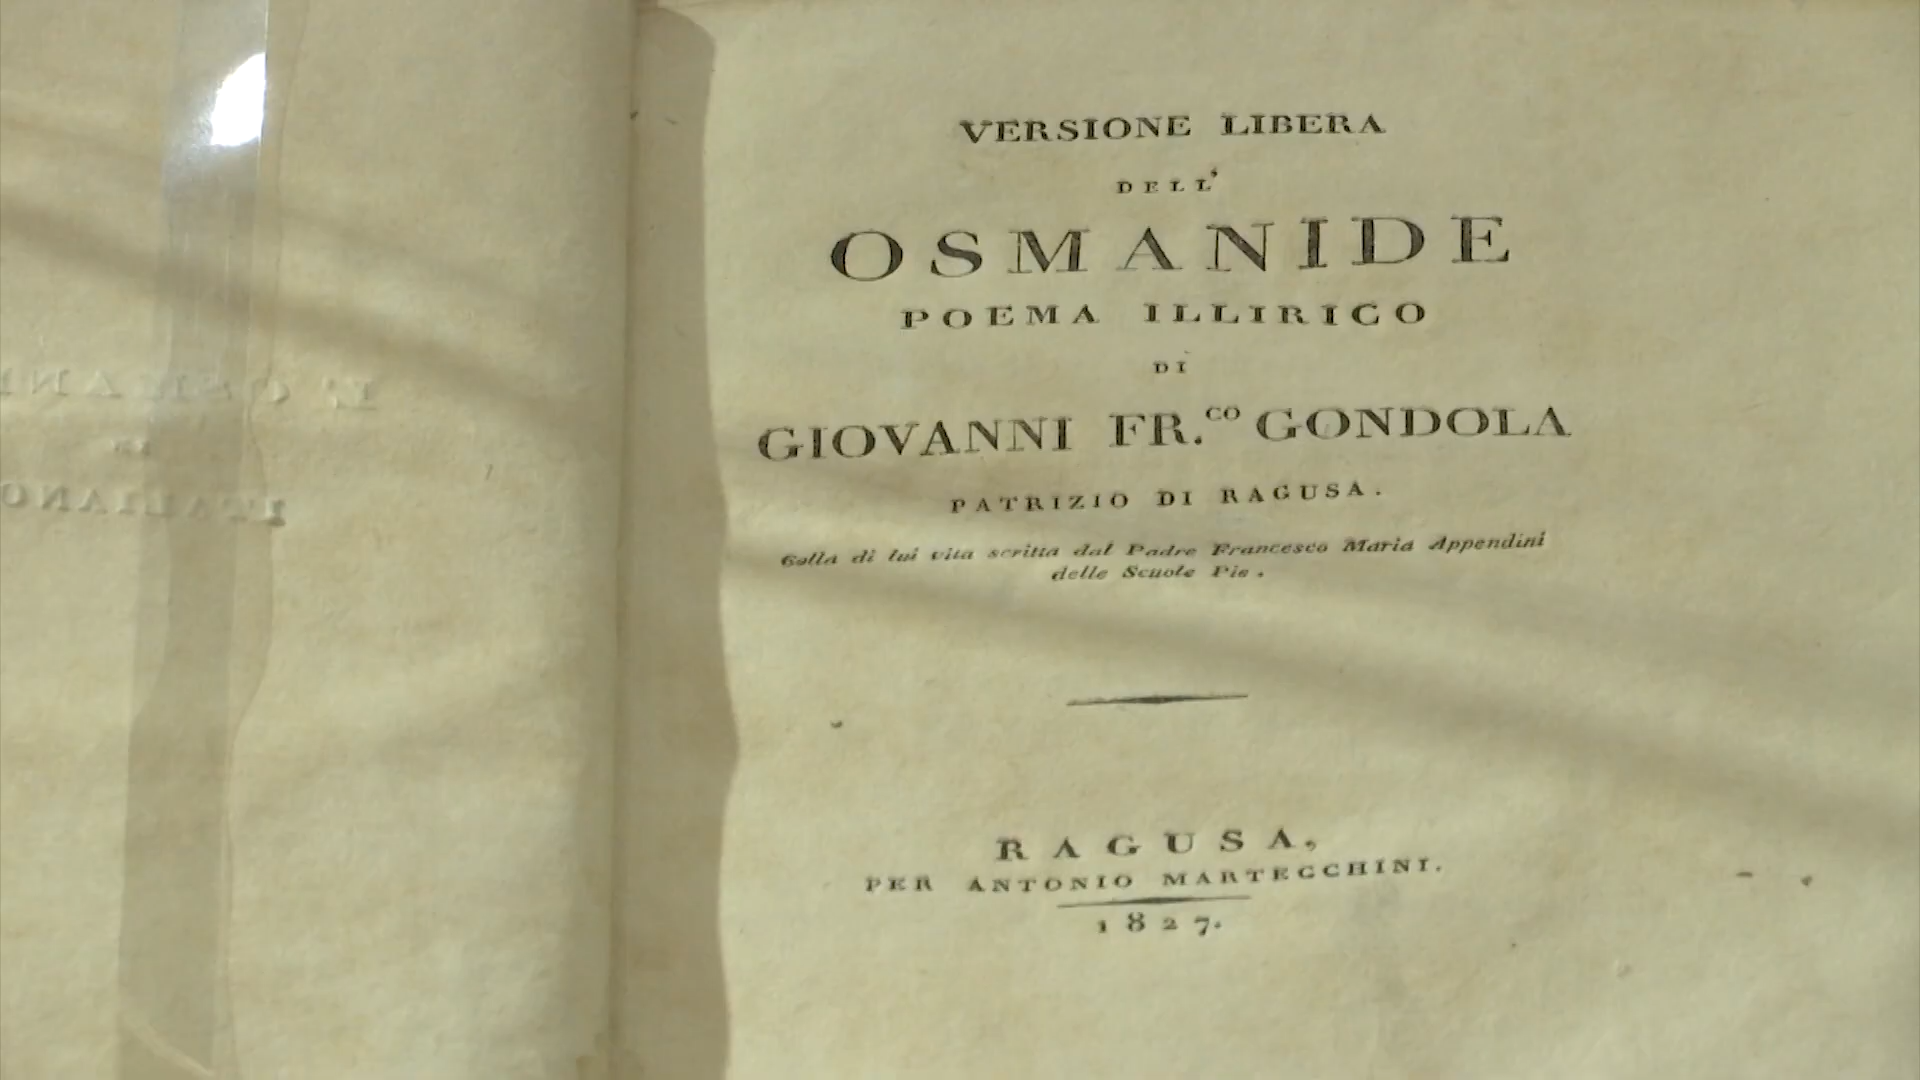 VERSIONE LIBERA
DELL'
OSMANIDE
POEMA ILLIRICO
DI
GIOVANNI FR.CO GONDOLA
PATRIZIO DI RAGUSA.
Colla di lui vita scritta dal Padre Francesco Maria Appendini
delle Scuole Pie.
RAGUSA,
PER ANTONIO MARTECCHINI.
1827.